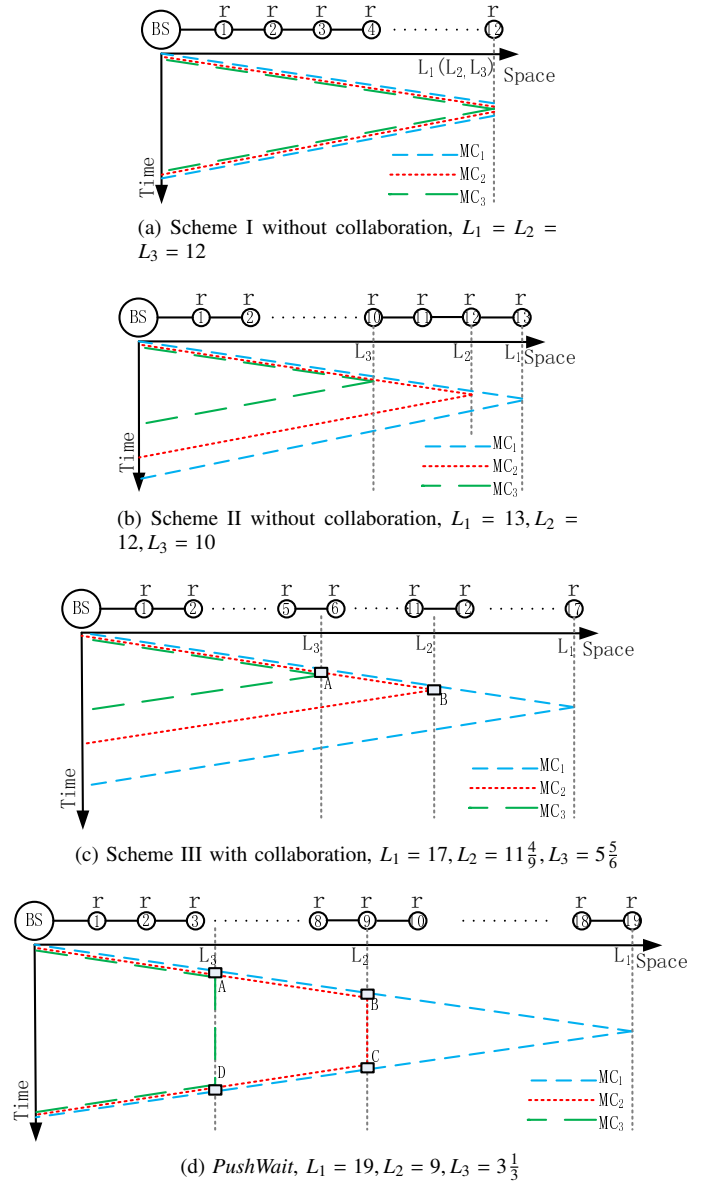 r r r r r
BS 1 2 3 4 12
L₁(L₂,L₃) Space
Time
MC₁
MC₂
MC₃
(a) Scheme I without collaboration, L₁ = L₂ =
L₃ = 12
r r r r r r
BS 1 2 10 11 12 13
L₃ L₂ L₁ Space
Time
MC₁
MC₂
MC₃
(b) Scheme II without collaboration, L₁ = 13, L₂ =
12, L₃ = 10
r r r r r r r
BS 1 2 5 6 11 12 17
L₃ L₂ L₁ Space
A
B
Time
MC₁
MC₂
MC₃
(c) Scheme III with collaboration, L₁ = 17, L₂ = 11 4/9, L₃ = 5 5/6
r r r r r r r r
BS 1 2 3 8 9 10 18 19
L₃ L₂ L₁ Space
A
B
C
D
Time
MC₁
MC₂
MC₃
(d) PushWait, L₁ = 19, L₂ = 9, L₃ = 3 1/3